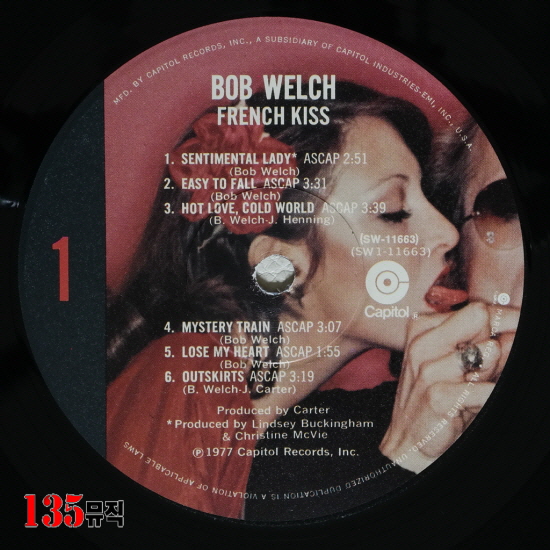 MFD. BY CAPITOL RECORDS, INC., A SUBSIDIARY OF CAPITOL INDUSTRIES-EMI, INC., U.S.A.
BOB WELCH
FRENCH KISS
1. SENTIMENTAL LADY* ASCAP 2:51
(Bob Welch)
2. EASY TO FALL ASCAP 3:31
(Bob Welch)
3. HOT LOVE, COLD WORLD ASCAP 3:39
(B. Welch-J. Henning)
1
(SW-11663)
(SW1-11663)
Capitol ®
4. MYSTERY TRAIN ASCAP 3:07
(Bob Welch)
5. LOSE MY HEART ASCAP 1:55
(Bob Welch)
6. OUTSKIRTS ASCAP 3:19
(B. Welch-J. Carter)
Produced by Carter
*Produced by Lindsey Buckingham
& Christine McVie
℗ 1977 Capitol Records, Inc.
ALL RIGHTS RESERVED. UNAUTHORIZED DUPLICATION IS A VIOLATION OF APPLICABLE LAWS
135뮤직